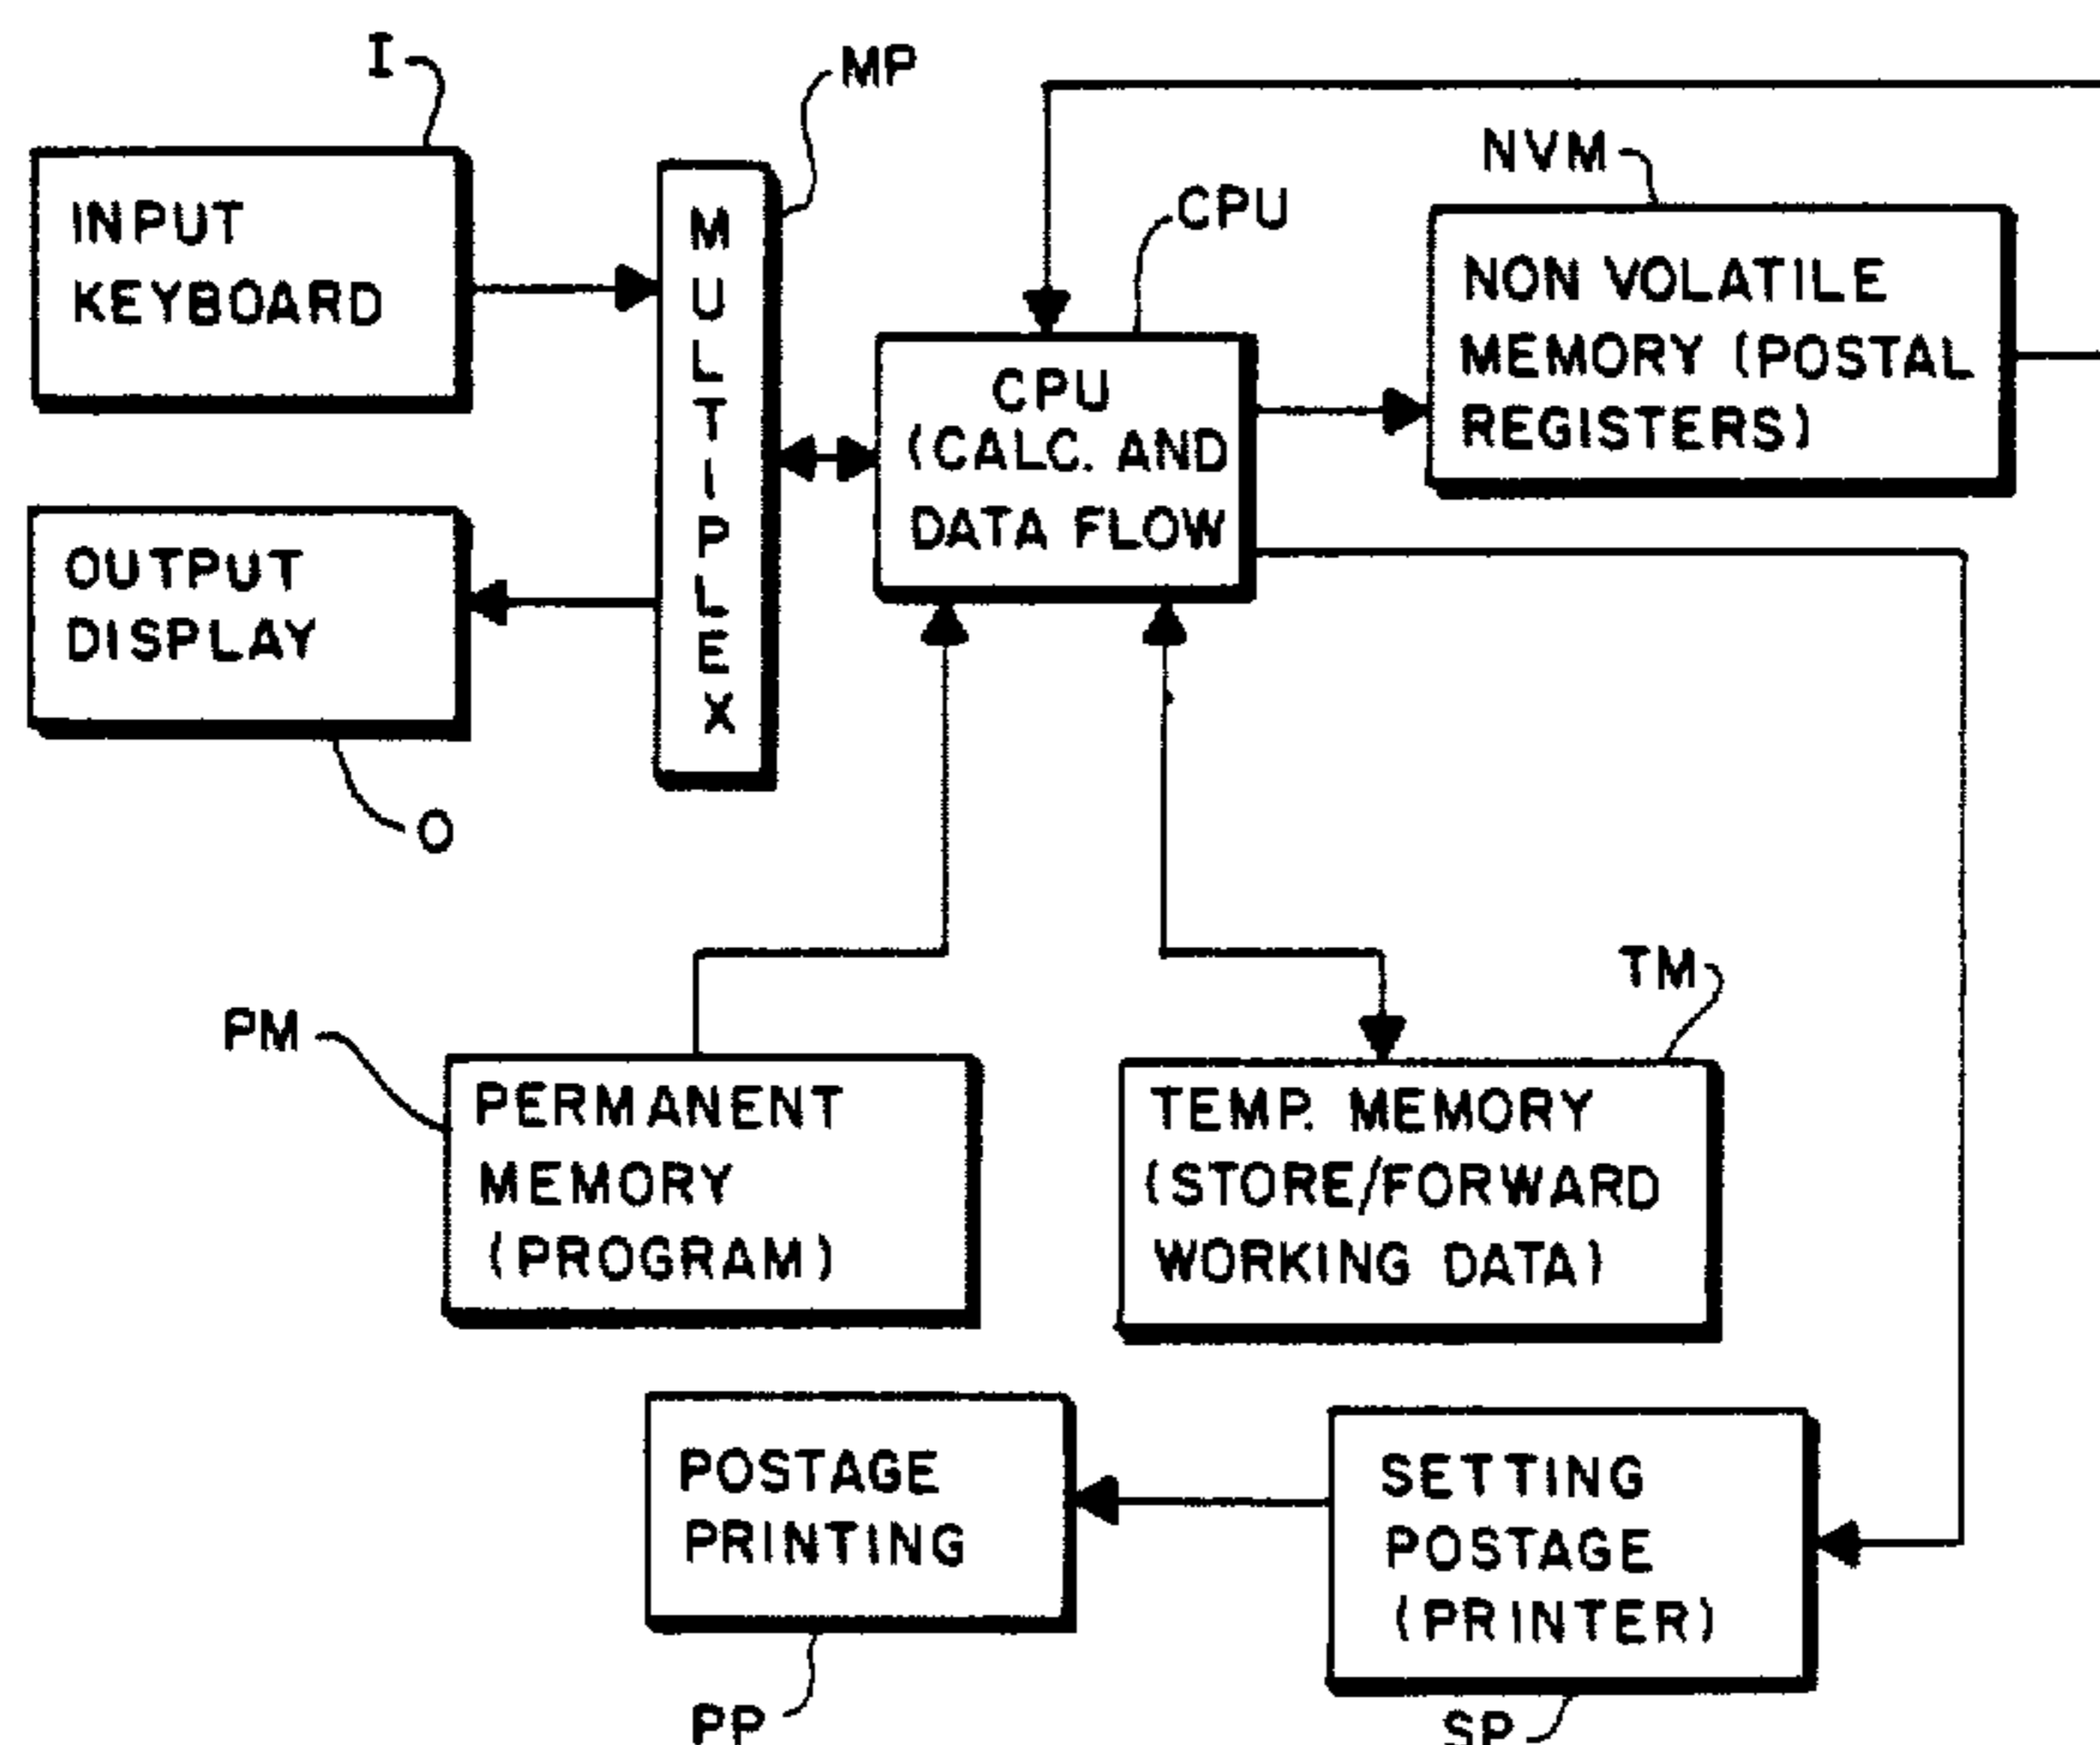 I
MP
INPUT
KEYBOARD
MULTIPLEX
CPU
NVM
NON VOLATILE
MEMORY (POSTAL
REGISTERS)
CPU
(CALC. AND
DATA FLOW
OUTPUT
DISPLAY
O
PM
PERMANENT
MEMORY
(PROGRAM)
TM
TEMP. MEMORY
(STORE/FORWARD
WORKING DATA)
POSTAGE
PRINTING
PP
SETTING
POSTAGE
(PRINTER)
SP